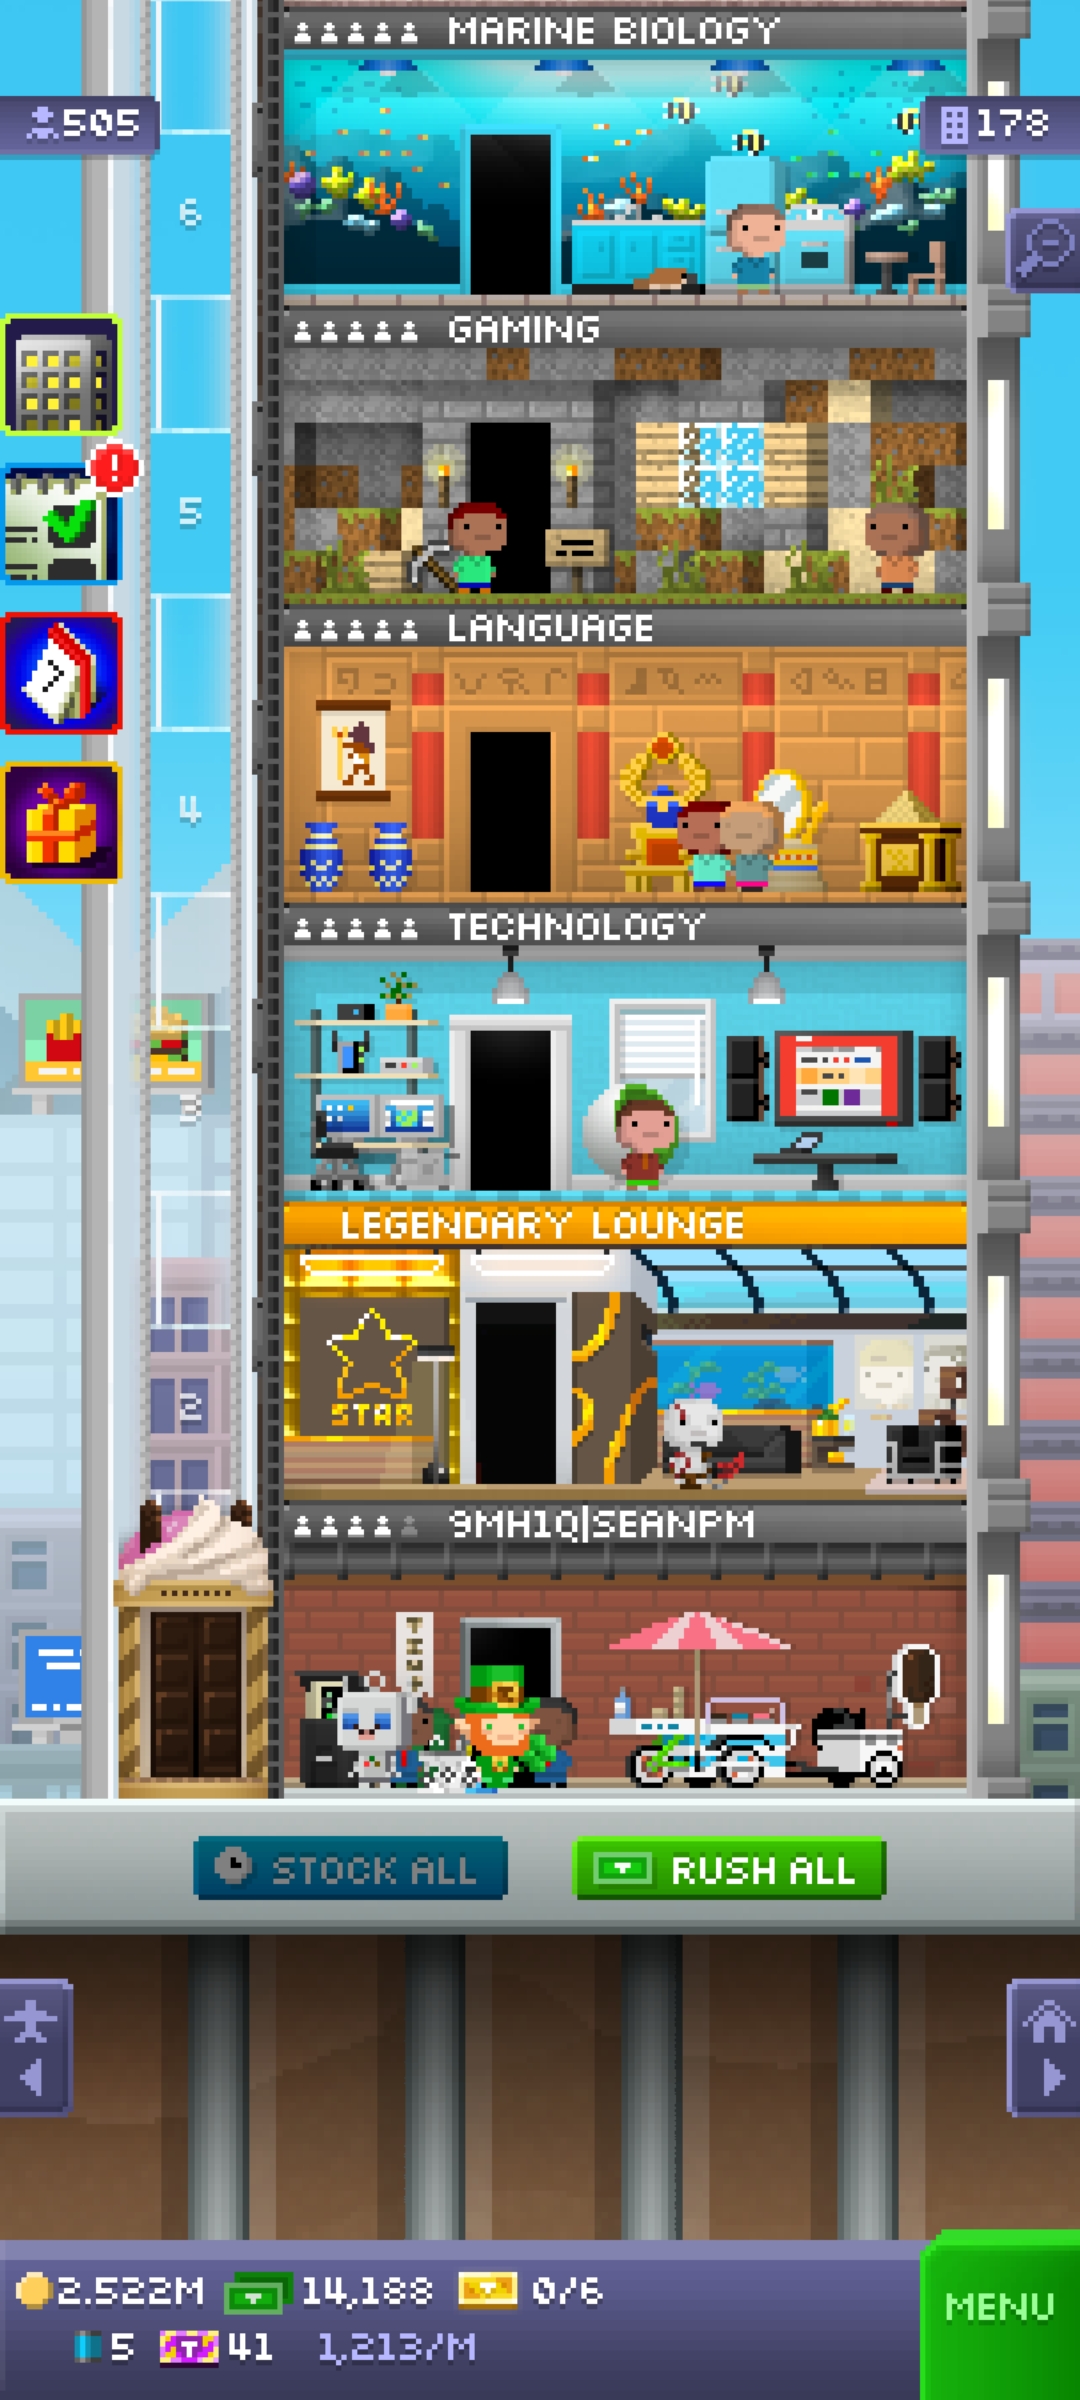 MARINE BIOLOGY
505
178
6
GAMING
5
LANGUAGE
4
TECHNOLOGY
3
LEGENDARY LOUNGE
STAR
2
9MH1Q|SEANPM
TINY
STOCK ALL
RUSH ALL
2.522M 14,188 0/6
5 41 1,213/M
MENU